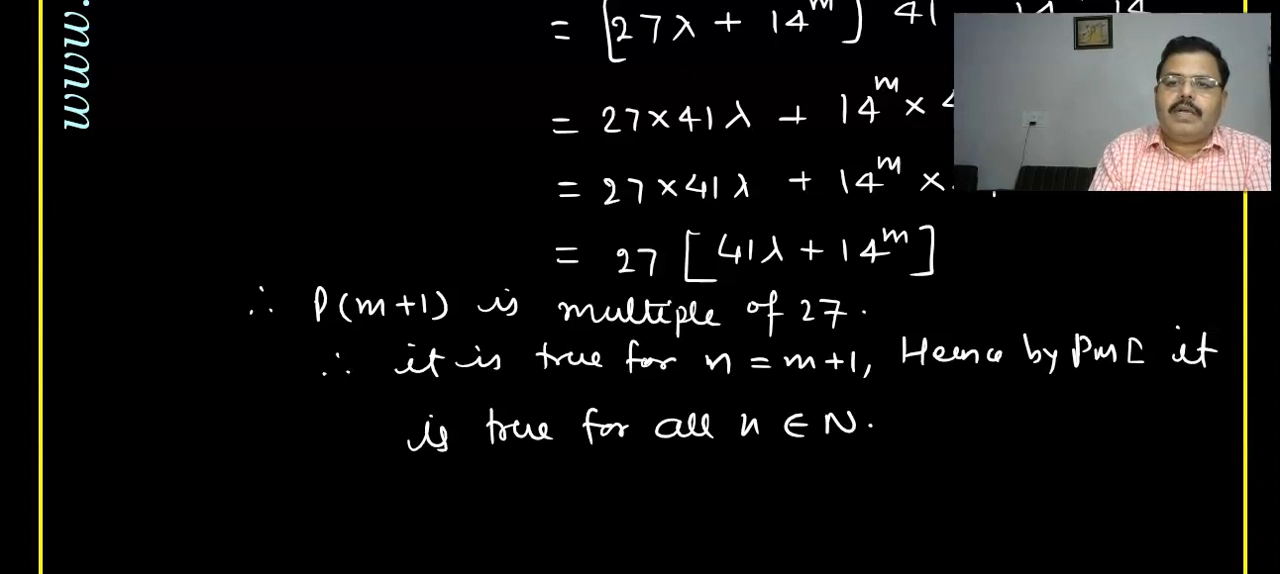 www.
= [27λ + 14^m] 41
= 27×41λ + 14^m ×
= 27×41λ + 14^m ×
= 27 [41λ + 14^m]
∴ P(m+1) is multiple of 27.
∴ it is true for n = m+1, Hence by PMI it
is true for all n ∈ N.